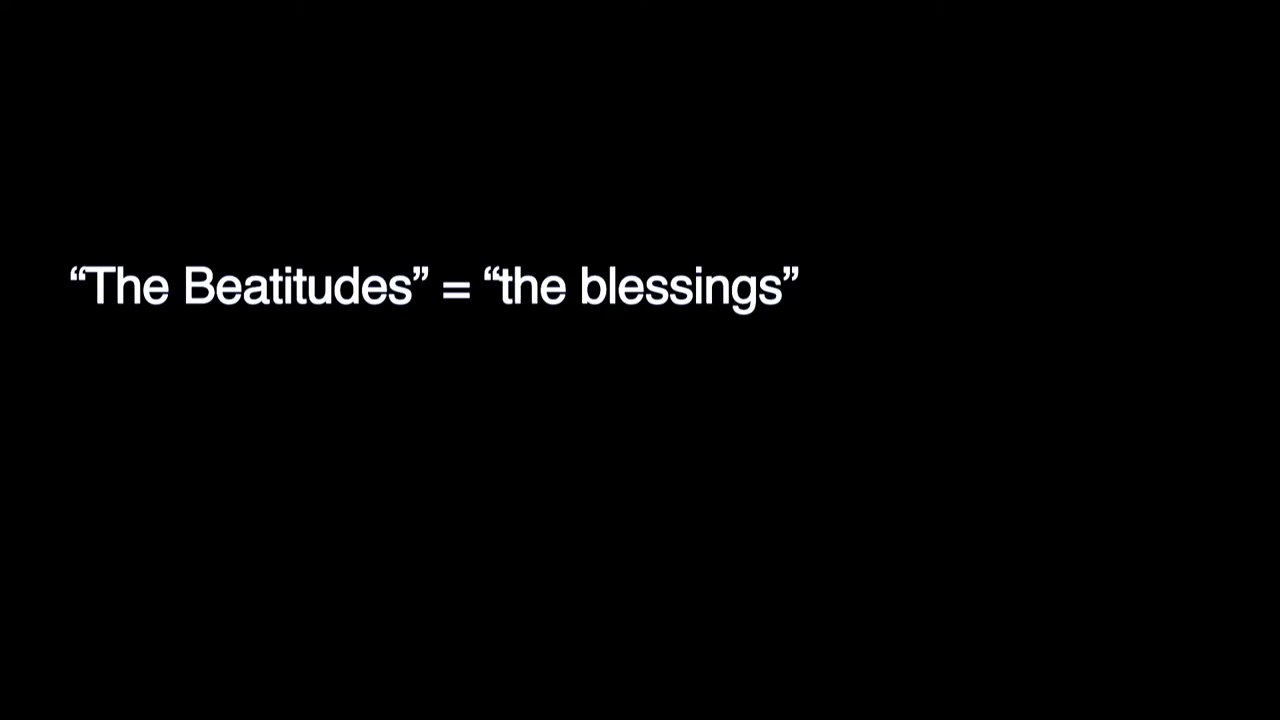 “The Beatitudes” = “the blessings”